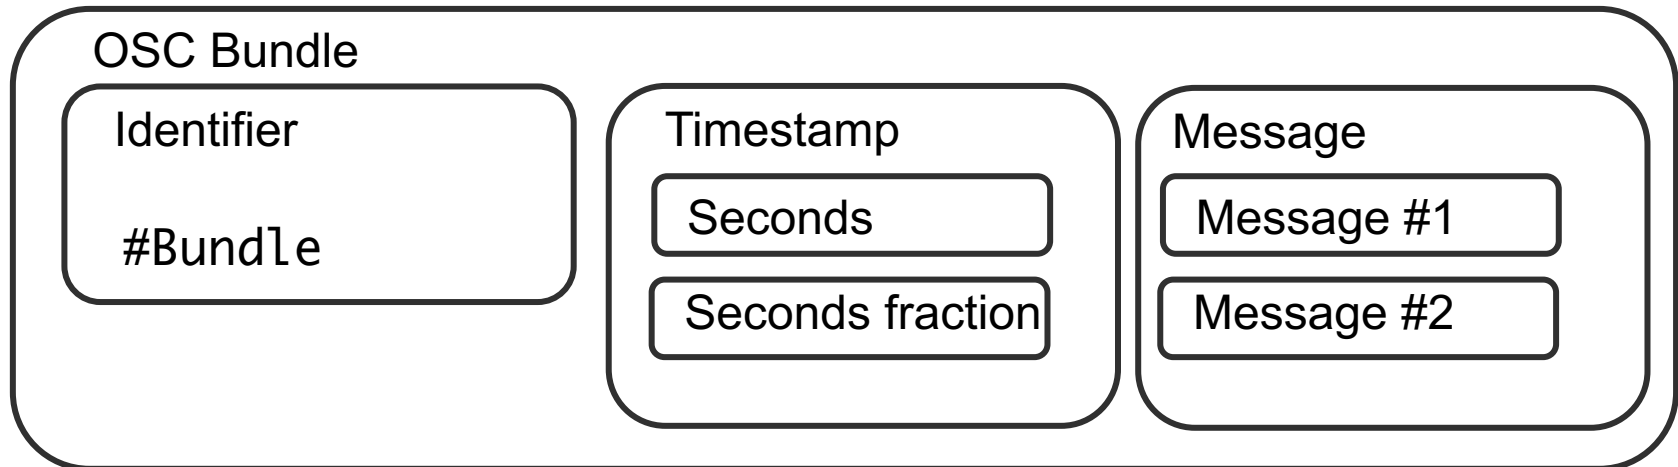 OSC Bundle
Identifier
#Bundle
Timestamp
Seconds
Seconds fraction
Message
Message #1
Message #2